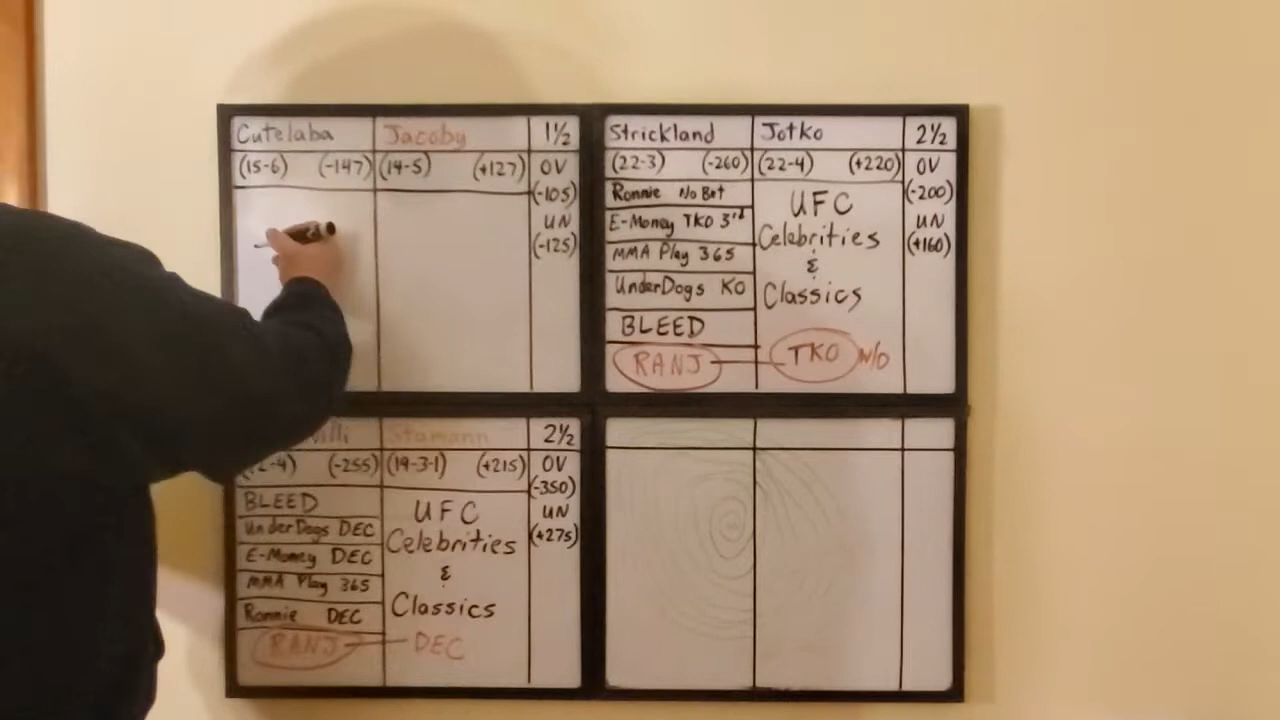 Cutelaba Jacoby 1½
(15-6) (-147) (14-5) (+127) OV
(-105)
UN
(-125)
Strickland Jotko 2½
(22-3) (-260) (22-4) (+220) OV
(-200)
UN
(+160)
Ronnie No Bet
E-Money TKO 3rd
MMA Play 365
UnderDogs KO
BLEED
RANJ
UFC
Celebrities
&
Classics
TKO N/O
Stamann 2½
(-255) (19-3-1) (+215) OV
(-350)
UN
(+275)
BLEED
UnderDogs DEC
E-Money DEC
MMA Play 365
Ronnie DEC
RANJ
UFC
Celebrities
&
Classics
DEC